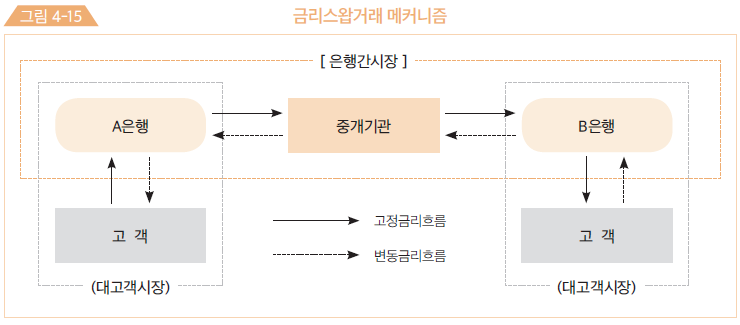 그림 4-15
금리스왑거래 메커니즘
[ 은행간시장 ]
A은행
중개기관
B은행
고 객
고정금리흐름
고 객
변동금리흐름
(대고객시장)
(대고객시장)